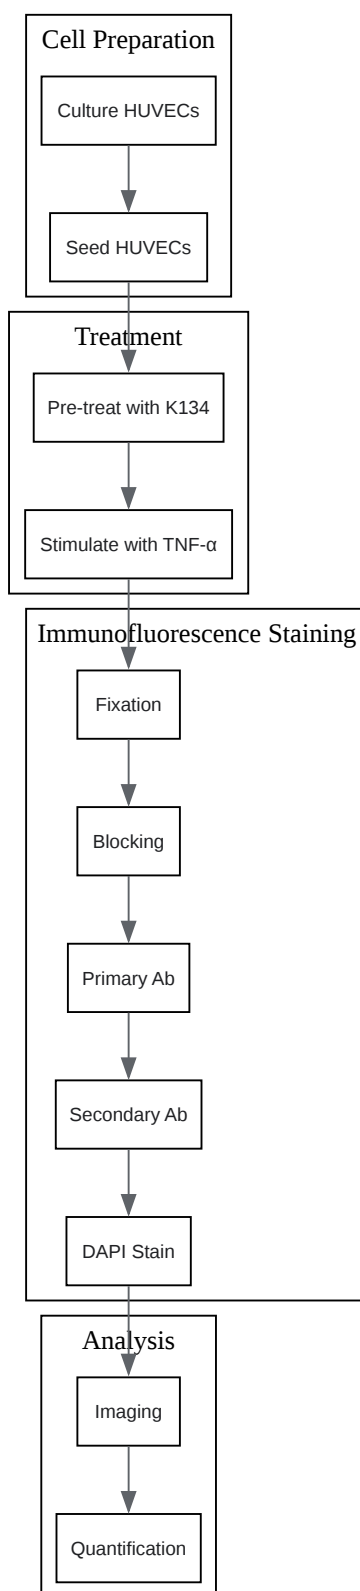 Cell Preparation
Culture HUVECs
Seed HUVECs
Treatment
Pre-treat with K134
Stimulate with TNF-α
Immunofluorescence Staining
Fixation
Blocking
Primary Ab
Secondary Ab
DAPI Stain
Analysis
Imaging
Quantification